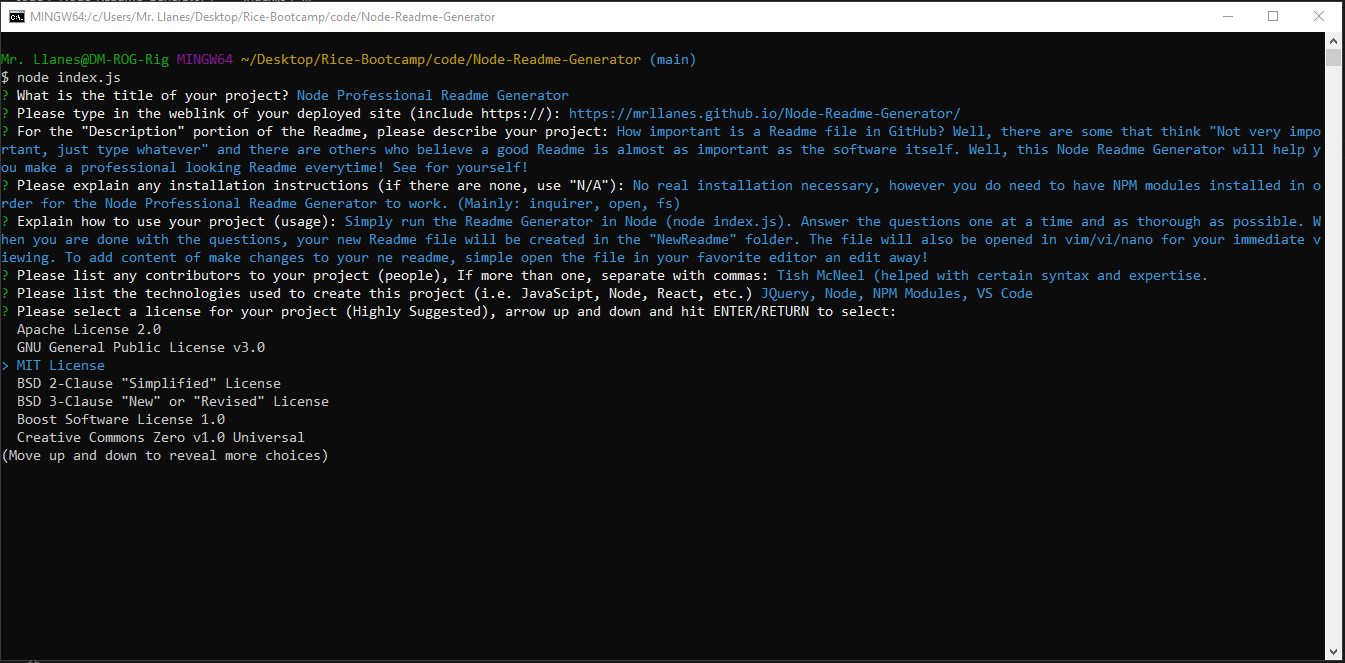 MINGW64:/c/Users/Mr. Llanes/Desktop/Rice-Bootcamp/code/Node-Readme-Generator
Mr. Llanes@DM-ROG-Rig MINGW64 ~/Desktop/Rice-Bootcamp/code/Node-Readme-Generator (main)
$ node index.js
? What is the title of your project? Node Professional Readme Generator
? Please type in the weblink of your deployed site (include https://): https://mrllanes.github.io/Node-Readme-Generator/
? For the "Description" portion of the Readme, please describe your project: How important is a Readme file in GitHub? Well, there are some that think "Not very impo
rtant, just type whatever" and there are others who believe a good Readme is almost as important as the software itself. Well, this Node Readme Generator will help y
ou make a professional looking Readme everytime! See for yourself!
? Please explain any installation instructions (if there are none, use "N/A"): No real installation necessary, however you do need to have NPM modules installed in o
rder for the Node Professional Readme Generator to work. (Mainly: inquirer, open, fs)
? Explain how to use your project (usage): Simply run the Readme Generator in Node (node index.js). Answer the questions one at a time and as thorough as possible. W
hen you are done with the questions, your new Readme file will be created in the "NewReadme" folder. The file will also be opened in vim/vi/nano for your immediate v
iewing. To add content of make changes to your ne readme, simple open the file in your favorite editor an edit away!
? Please list any contributors to your project (people), If more than one, separate with commas: Tish McNeel (helped with certain syntax and expertise.
? Please list the technologies used to create this project (i.e. JavaScipt, Node, React, etc.) JQuery, Node, NPM Modules, VS Code
? Please select a license for your project (Highly Suggested), arrow up and down and hit ENTER/RETURN to select:
Apache License 2.0
GNU General Public License v3.0
> MIT License
BSD 2-Clause "Simplified" License
BSD 3-Clause "New" or "Revised" License
Boost Software License 1.0
Creative Commons Zero v1.0 Universal
(Move up and down to reveal more choices)